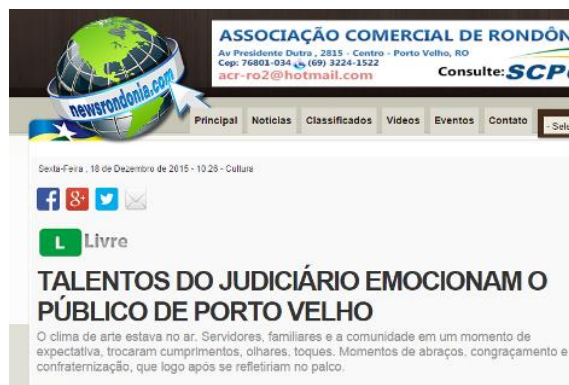 ASSOCIAÇÃO COMERCIAL DE RONDÔN
Av Presidente Dutra , 2815 - Centro - Porto Velho, RO
Cep: 76801-034 (69) 3224-1522
acr-ro2@hotmail.com
Consulte: SCP
newsrondonia.com
Principal Notícias Classificados Vídeos Eventos Contato - Sele
Sexta-Feira , 18 de Dezembro de 2015 - 10:26 - Cultura
L Livre
TALENTOS DO JUDICIÁRIO EMOCIONAM O
PÚBLICO DE PORTO VELHO
O clima de arte estava no ar. Servidores, familiares e a comunidade em um momento de
expectativa, trocaram cumprimentos, olhares, toques. Momentos de abraços, congraçamento e
confraternização, que logo após se refletiriam no palco.